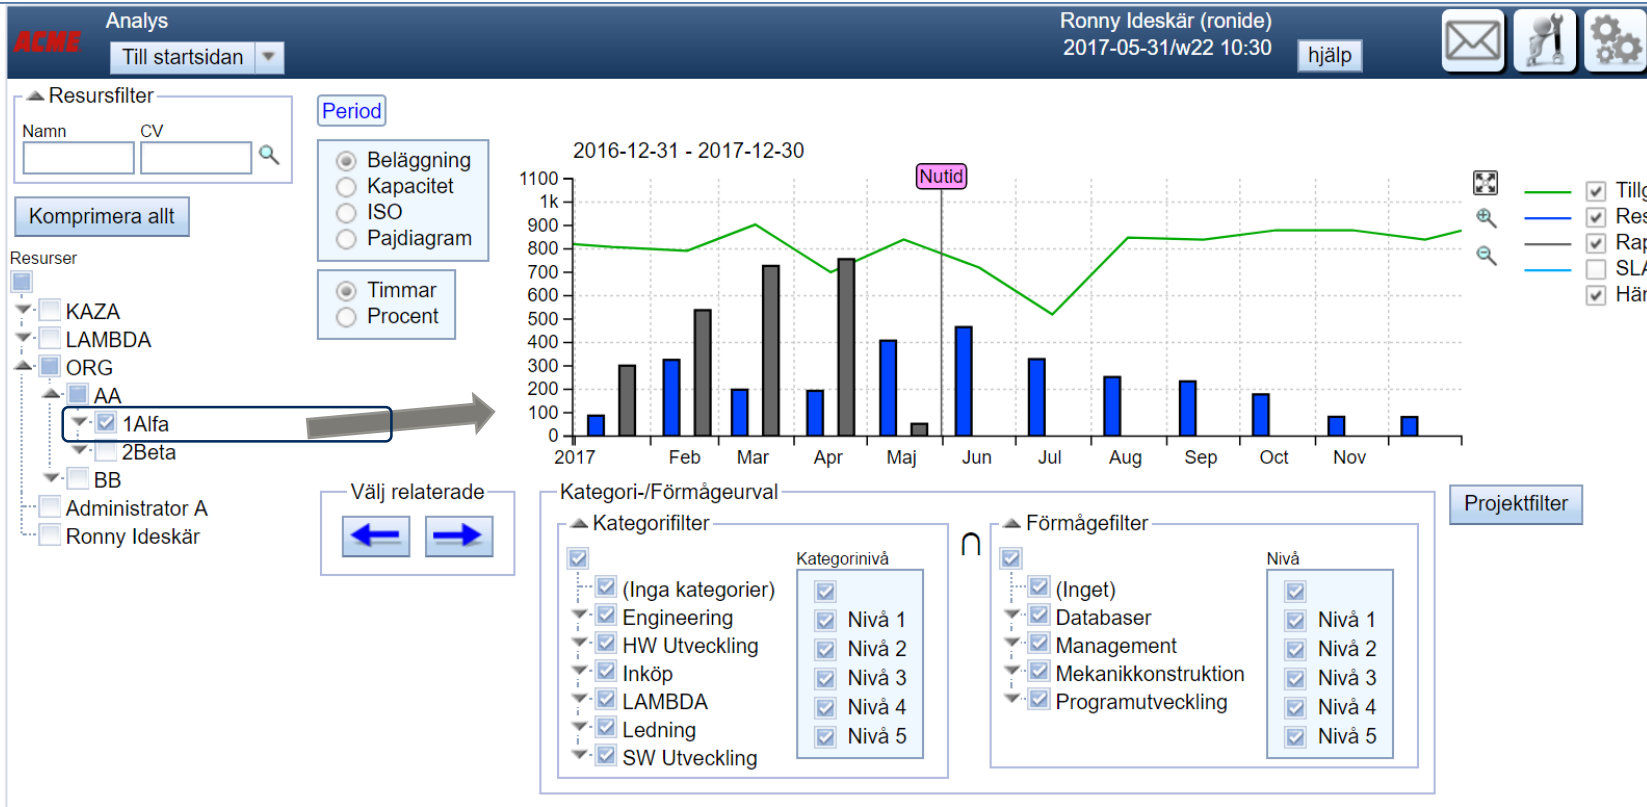 ACME
Analys
Till startsidan
Ronny Ideskär (ronide)
2017-05-31/w22 10:30
hjälp
Resursfilter
Namn
CV
Komprimera allt
Resurser
KAZA
LAMBDA
ORG
AA
1Alfa
2Beta
BB
Administrator A
Ronny Ideskär
Period
Beläggning
Kapacitet
ISO
Pajdiagram
Timmar
Procent
2016-12-31 - 2017-12-30
Nutid
1100
1k
900
800
700
600
500
400
300
200
100
0
2017 Feb Mar Apr Maj Jun Jul Aug Sep Oct Nov
Tillg
Res
Rap
SLA
Här
Välj relaterade
Kategori-/Förmågeurval
Kategorifilter
(Inga kategorier)
Engineering
HW Utveckling
Inköp
LAMBDA
Ledning
SW Utveckling
Kategorinivå
Nivå 1
Nivå 2
Nivå 3
Nivå 4
Nivå 5
∩
Förmågefilter
(Inget)
Databaser
Management
Mekanikkonstruktion
Programutveckling
Nivå
Nivå 1
Nivå 2
Nivå 3
Nivå 4
Nivå 5
Projektfilter